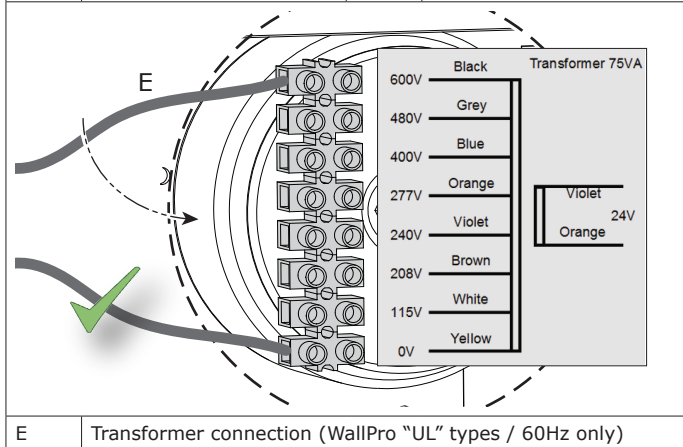 E
Transformer 75VA
600V Black
480V Grey
400V Blue
277V Orange
240V Violet
208V Brown
115V White
0V Yellow
Violet
24V
Orange
E Transformer connection (WallPro “UL” types / 60Hz only)